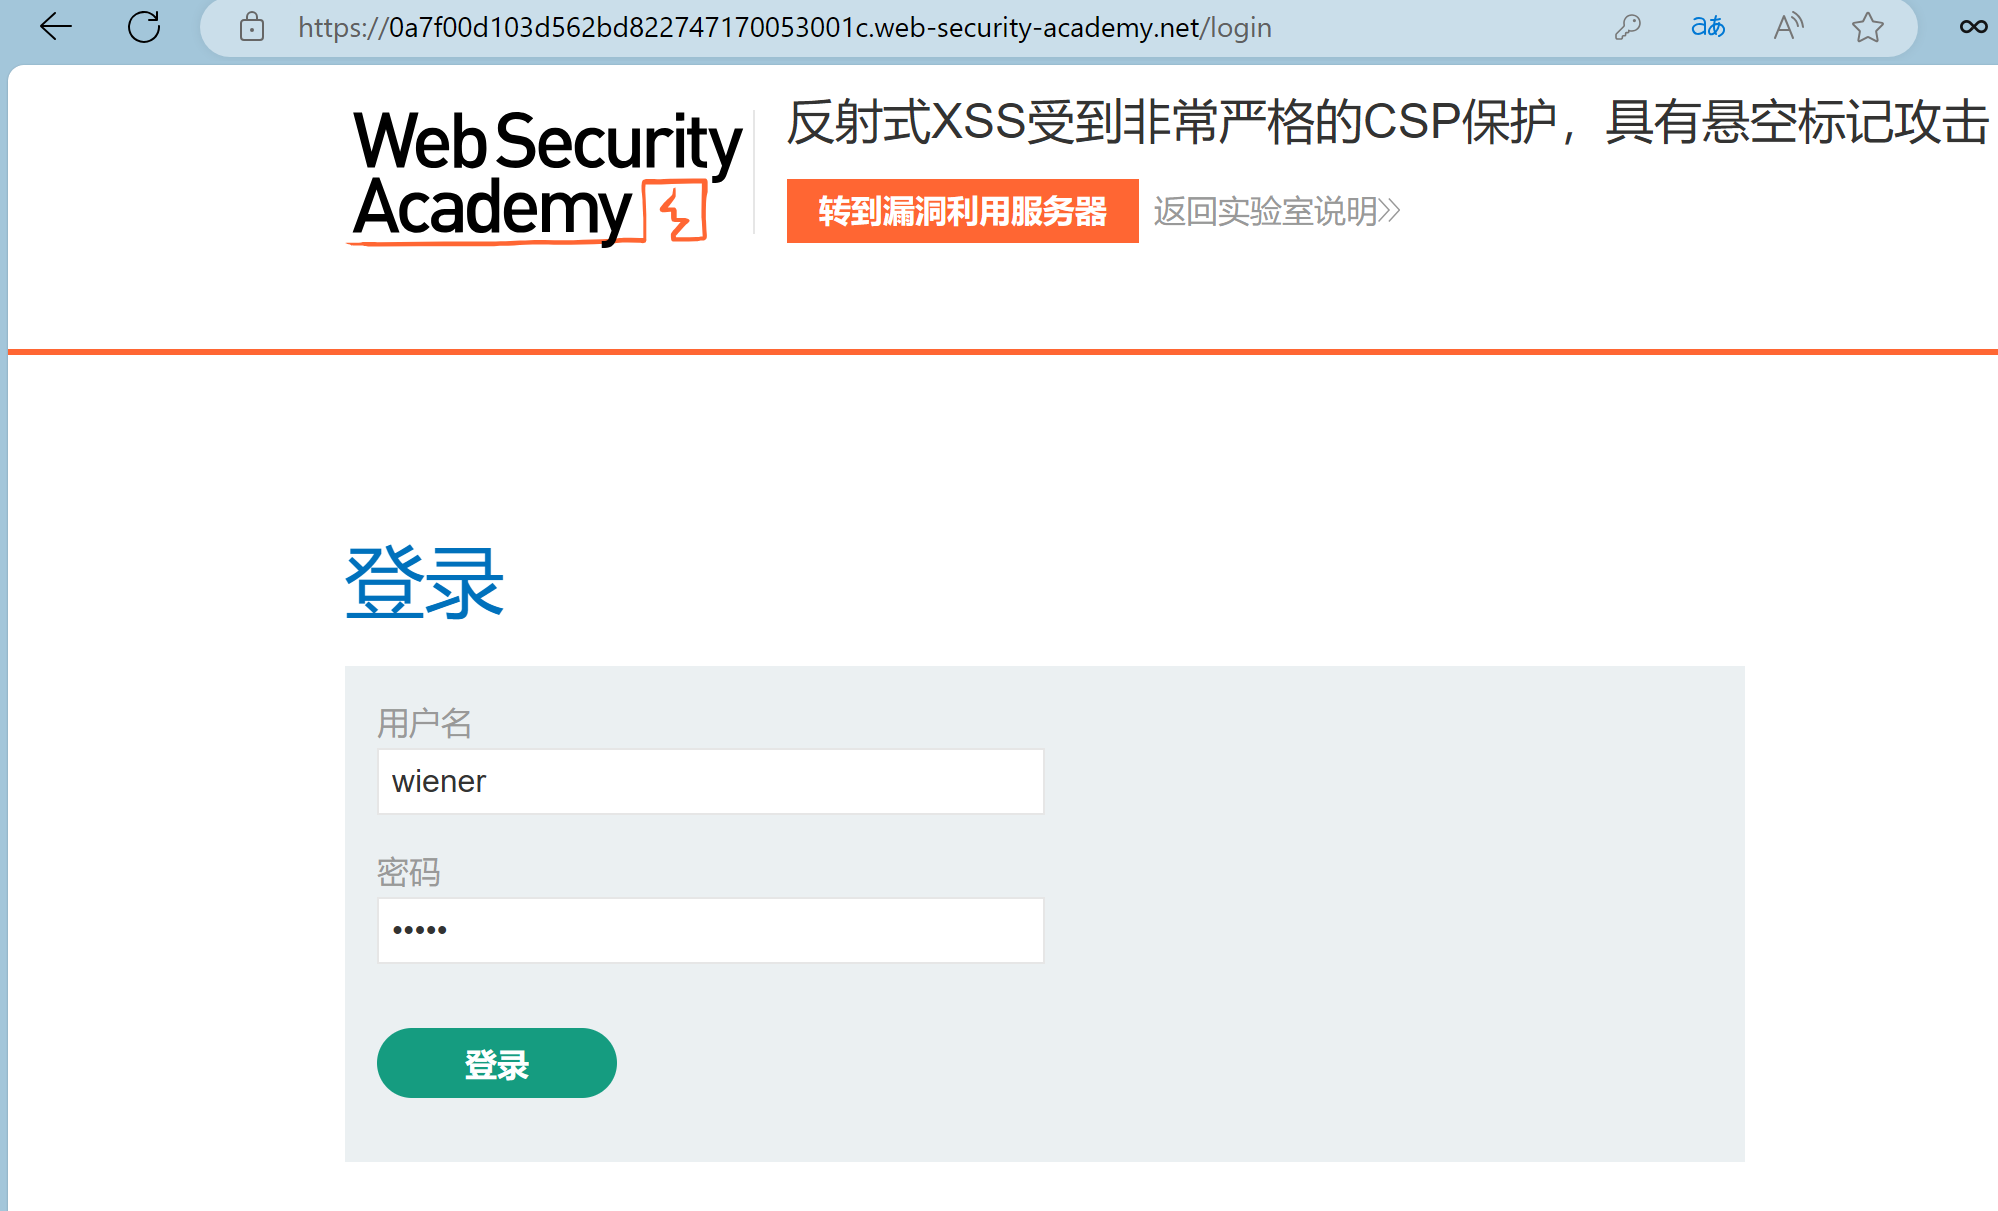 https://0a7f00d103d562bd822747170053001c.web-security-academy.net/login
aあ
A
Web Security
Academy
反射式XSS受到非常严格的CSP保护，具有悬空标记攻击
转到漏洞利用服务器 返回实验室说明
登录
用户名
wiener
密码
•••••
登录